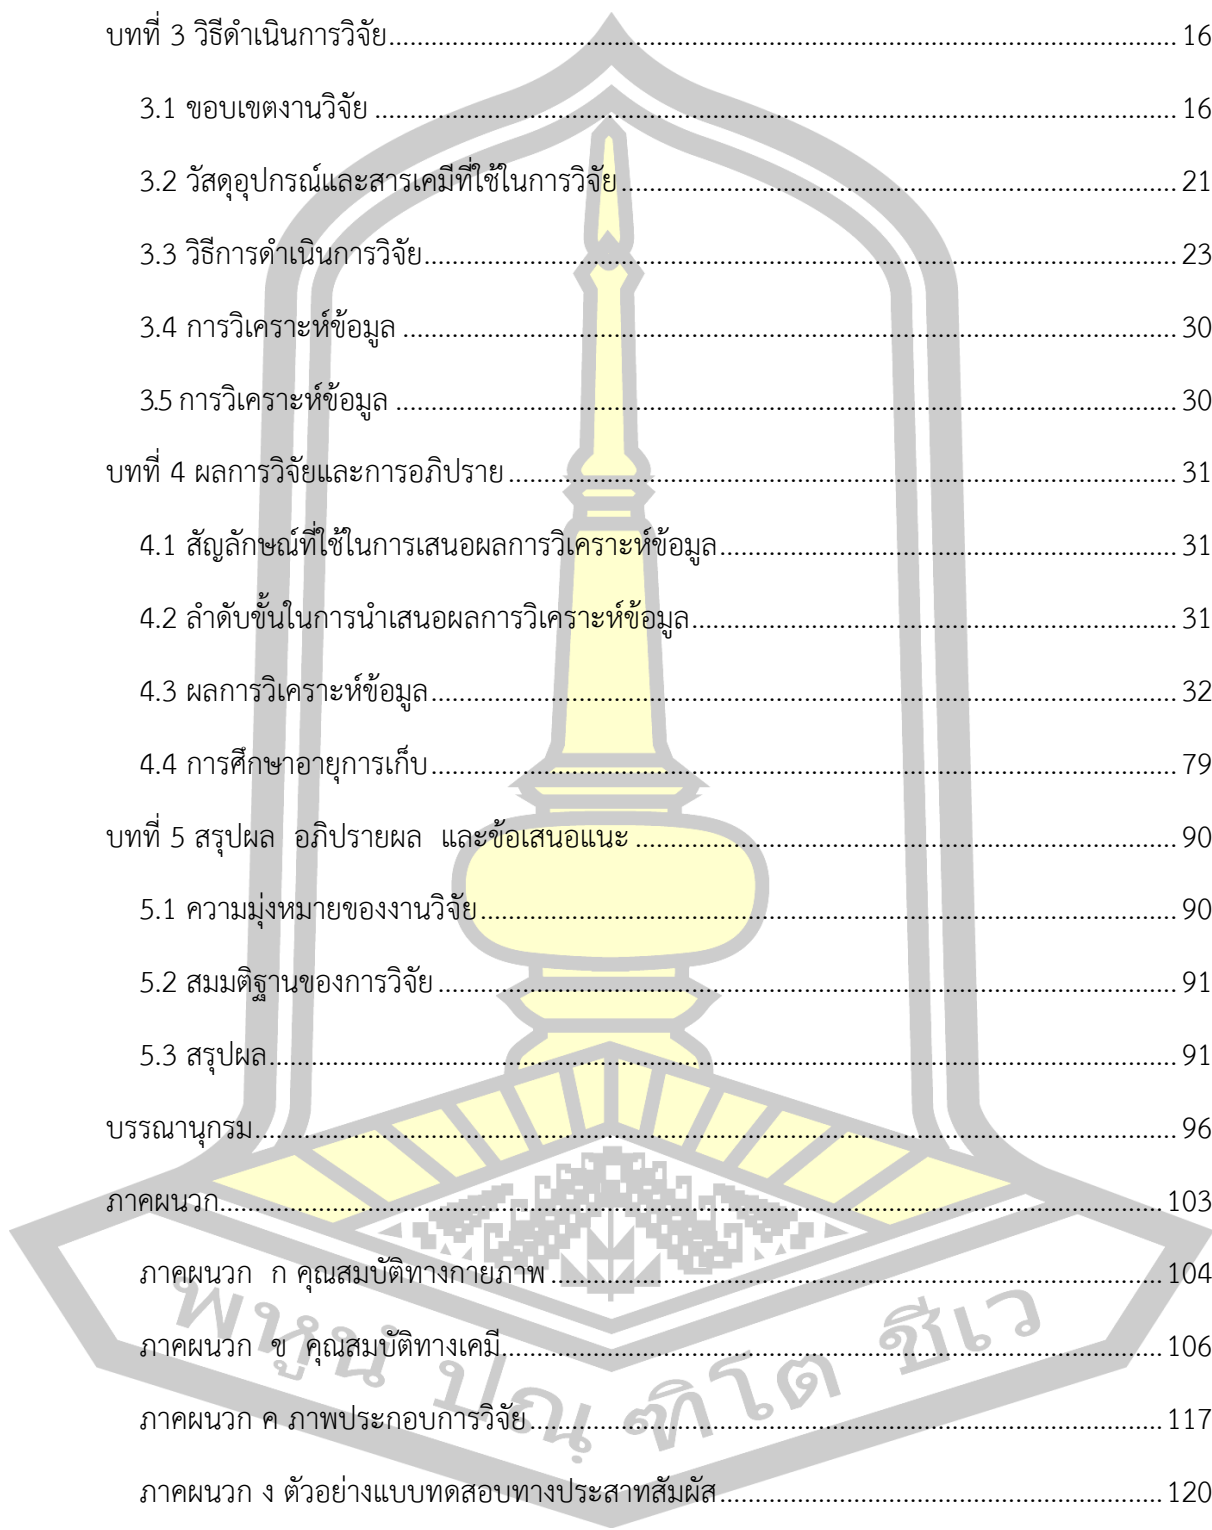 บทที่ 3 วิธีดำเนินการวิจัย........................................................................ 16
3.1 ขอบเขตงานวิจัย........................................................................ 16
3.2 วัสดุอุปกรณ์และสารเคมีที่ใช้ในการวิจัย........................................................................ 21
3.3 วิธีการดำเนินการวิจัย........................................................................ 23
3.4 การวิเคราะห์ข้อมูล........................................................................ 30
3.5 การวิเคราะห์ข้อมูล........................................................................ 30
บทที่ 4 ผลการวิจัยและการอภิปราย........................................................................ 31
4.1 สัญลักษณ์ที่ใช้ในการเสนอผลการวิเคราะห์ข้อมูล........................................................................ 31
4.2 ลำดับขั้นในการนำเสนอผลการวิเคราะห์ข้อมูล........................................................................ 31
4.3 ผลการวิเคราะห์ข้อมูล........................................................................ 32
4.4 การศึกษาอายุการเก็บ........................................................................ 79
บทที่ 5 สรุปผล อภิปรายผล และข้อเสนอแนะ........................................................................ 90
5.1 ความมุ่งหมายของงานวิจัย........................................................................ 90
5.2 สมมติฐานของการวิจัย........................................................................ 91
5.3 สรุปผล........................................................................ 91
บรรณานุกรม........................................................................ 96
ภาคผนวก........................................................................ 103
ภาคผนวก ก คุณสมบัติทางกายภาพ........................................................................ 104
ภาคผนวก ข คุณสมบัติทางเคมี........................................................................ 106
ภาคผนวก ค ภาพประกอบการวิจัย........................................................................ 117
ภาคผนวก ง ตัวอย่างแบบทดสอบทางประสาทสัมผัส........................................................................ 120
พหูนํ ปณฺฑิโต ชีเว